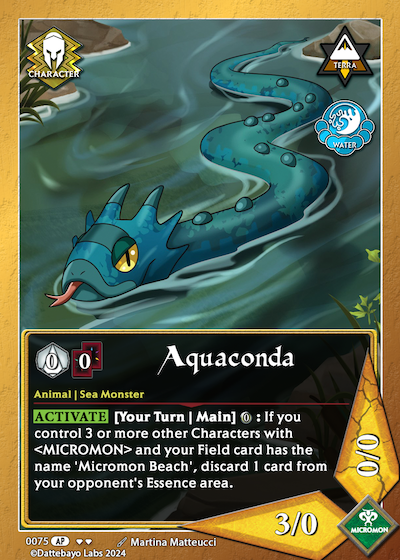 CHARACTER
TERRA
WATER
0 0 Aquaconda
Animal | Sea Monster
ACTIVATE [Your Turn | Main] 0 : If you
control 3 or more other Characters with
<MICROMON> and your Field card has the
name 'Micromon Beach', discard 1 card from
your opponent's Essence area.
0/0
3/0
MICROMON
0075 AP ♥♥ Martina Matteucci
©Dattebayo Labs 2024